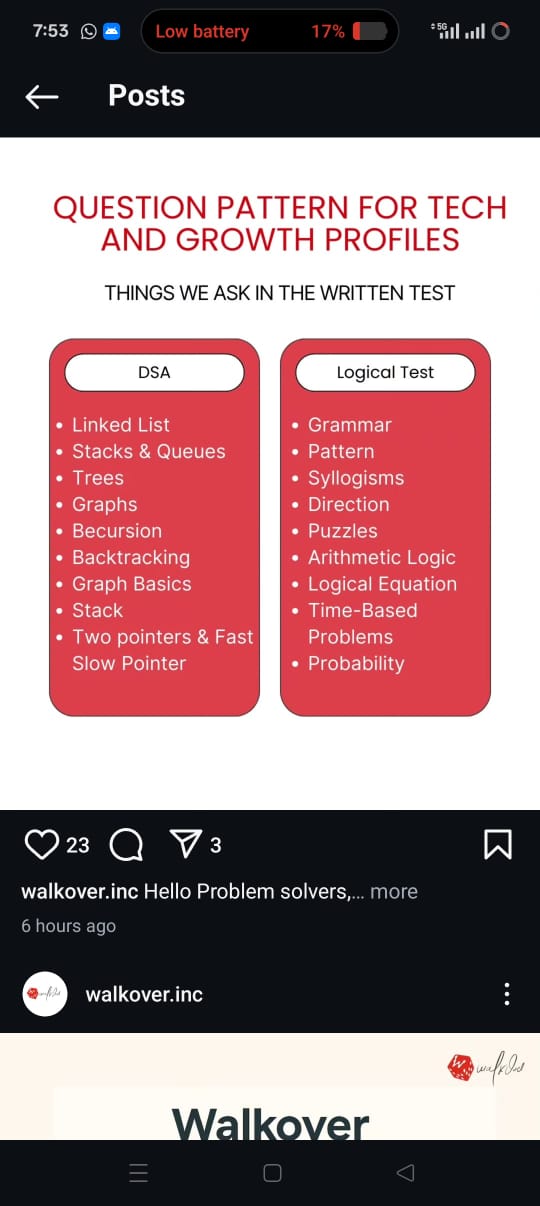 7:53
Low battery 17%
5G
Posts
QUESTION PATTERN FOR TECH
AND GROWTH PROFILES
THINGS WE ASK IN THE WRITTEN TEST
DSA
Linked List
Stacks & Queues
Trees
Graphs
Becursion
Backtracking
Graph Basics
Stack
Two pointers & Fast
Slow Pointer
Logical Test
Grammar
Pattern
Syllogisms
Direction
Puzzles
Arithmetic Logic
Logical Equation
Time-Based
Problems
Probability
23
3
walkover.inc Hello Problem solvers,... more
6 hours ago
walkover.inc
Walkover